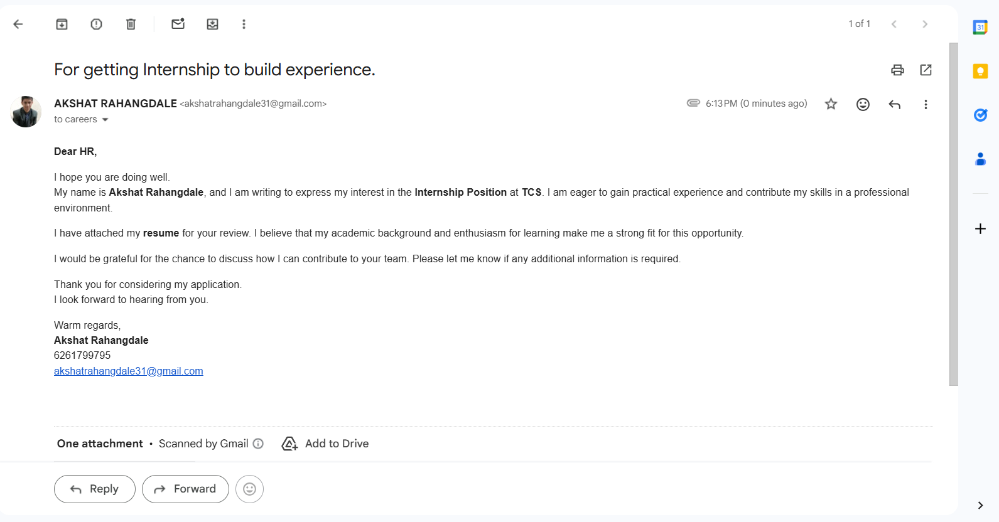 1 of 1
31
For getting Internship to build experience.
AKSHAT RAHANGDALE <akshatrahangdale31@gmail.com>
6:13 PM (0 minutes ago)
to careers
Dear HR,
I hope you are doing well.
My name is Akshat Rahangdale, and I am writing to express my interest in the Internship Position at TCS. I am eager to gain practical experience and contribute my skills in a professional
environment.
I have attached my resume for your review. I believe that my academic background and enthusiasm for learning make me a strong fit for this opportunity.
I would be grateful for the chance to discuss how I can contribute to your team. Please let me know if any additional information is required.
Thank you for considering my application.
I look forward to hearing from you.
Warm regards,
Akshat Rahangdale
6261799795
akshatrahangdale31@gmail.com
One attachment • Scanned by Gmail
Add to Drive
Reply
Forward